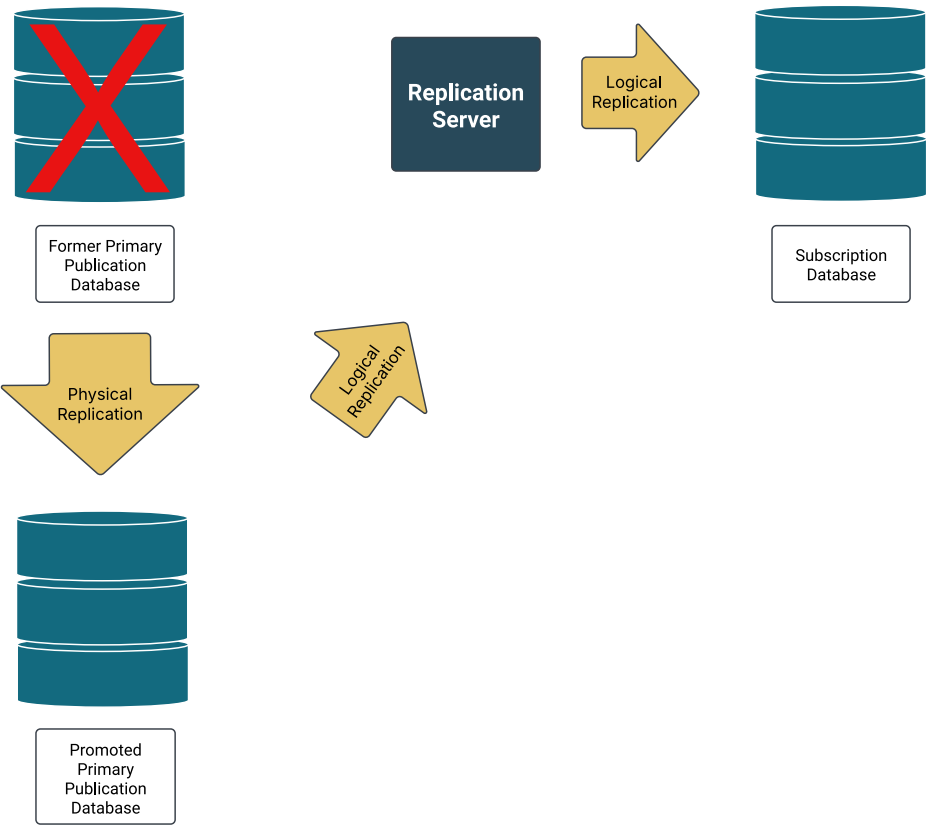 Replication
Server
Logical
Replication
Former Primary
Publication
Database
Subscription
Database
Physical
Replication
Logical
Replication
Promoted
Primary
Publication
Database